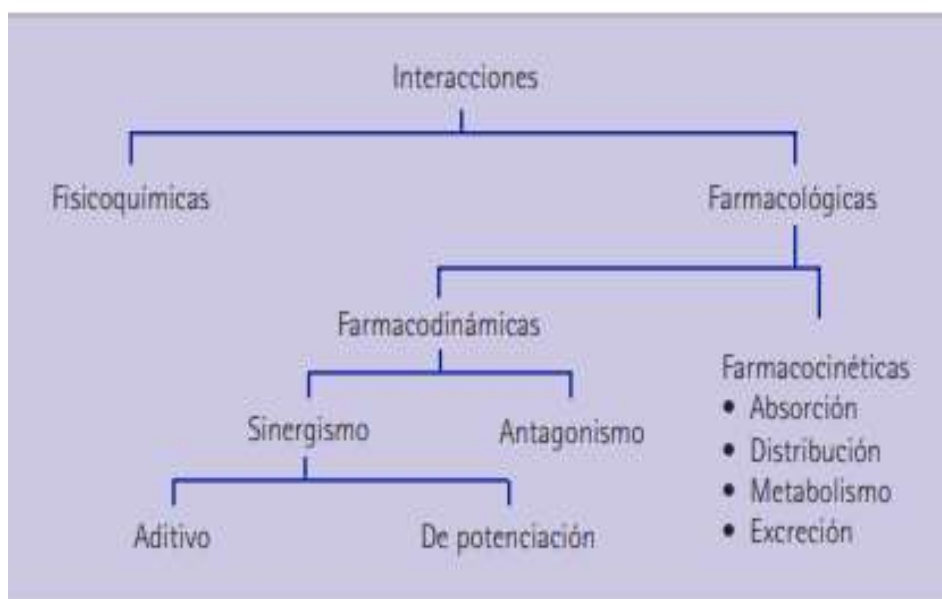 Interacciones
Fisicoquímicas
Farmacológicas
Farmacodinámicas
Farmacocinéticas
• Absorción
• Distribución
• Metabolismo
• Excreción
Sinergismo
Antagonismo
Aditivo
De potenciación